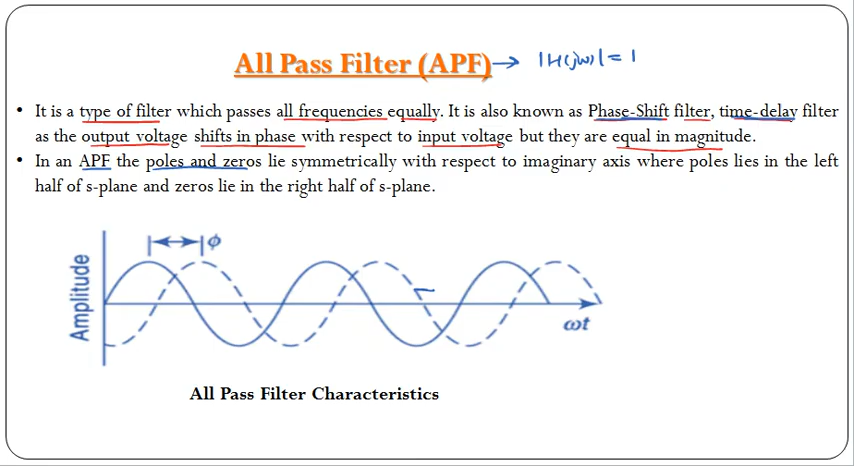 All Pass Filter (APF) → |H(jω)| = 1
• It is a type of filter which passes all frequencies equally. It is also known as Phase-Shift filter, time-delay filter
as the output voltage shifts in phase with respect to input voltage but they are equal in magnitude.
• In an APF the poles and zeros lie symmetrically with respect to imaginary axis where poles lies in the left
half of s-plane and zeros lie in the right half of s-plane.
ϕ
Amplitude
ωt
All Pass Filter Characteristics